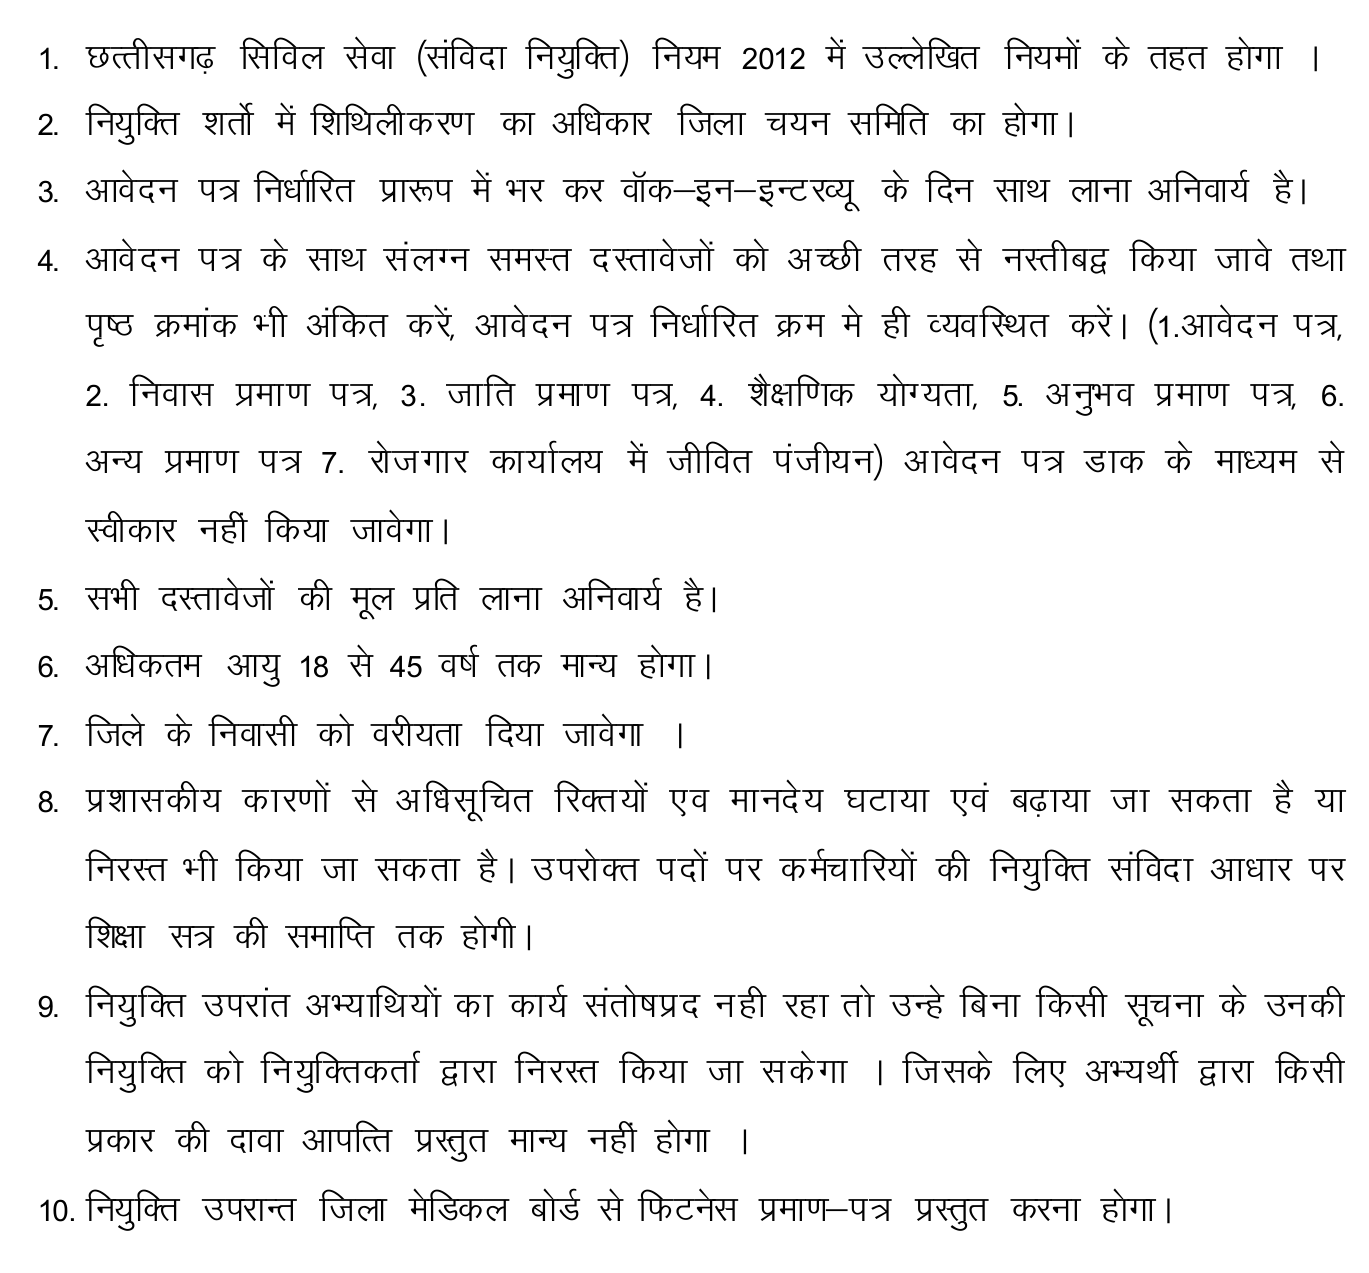 1. छत्तीसगढ़ सिविल सेवा (संविदा नियुक्ति) नियम 2012 में उल्लेखित नियमों के तहत होगा ।
2. नियुक्ति शर्तो में शिथिलीकरण का अधिकार जिला चयन समिति का होगा।
3. आवेदन पत्र निर्धारित प्रारूप में भर कर वॉक–इन–इन्टरव्यू के दिन साथ लाना अनिवार्य है।
4. आवेदन पत्र के साथ संलग्न समस्त दस्तावेजों को अच्छी तरह से नस्तीबद्व किया जावे तथा
पृष्ठ क्रमांक भी अंकित करें, आवेदन पत्र निर्धारित क्रम मे ही व्यवस्थित करें। (1.आवेदन पत्र,
2. निवास प्रमाण पत्र, 3. जाति प्रमाण पत्र, 4. शैक्षणिक योग्यता, 5. अनुभव प्रमाण पत्र, 6.
अन्य प्रमाण पत्र 7. रोजगार कार्यालय में जीवित पंजीयन) आवेदन पत्र डाक के माध्यम से
स्वीकार नहीं किया जावेगा।
5. सभी दस्तावेजों की मूल प्रति लाना अनिवार्य है।
6. अधिकतम आयु 18 से 45 वर्ष तक मान्य होगा।
7. जिले के निवासी को वरीयता दिया जावेगा ।
8. प्रशासकीय कारणों से अधिसूचित रिक्तयों एव मानदेय घटाया एवं बढ़ाया जा सकता है या
निरस्त भी किया जा सकता है। उपरोक्त पदों पर कर्मचारियों की नियुक्ति संविदा आधार पर
शिक्षा सत्र की समाप्ति तक होगी।
9. नियुक्ति उपरांत अभ्याथियों का कार्य संतोषप्रद नही रहा तो उन्हे बिना किसी सूचना के उनकी
नियुक्ति को नियुक्तिकर्ता द्वारा निरस्त किया जा सकेगा । जिसके लिए अभ्यर्थी द्वारा किसी
प्रकार की दावा आपत्ति प्रस्तुत मान्य नहीं होगा ।
10. नियुक्ति उपरान्त जिला मेडिकल बोर्ड से फिटनेस प्रमाण–पत्र प्रस्तुत करना होगा।